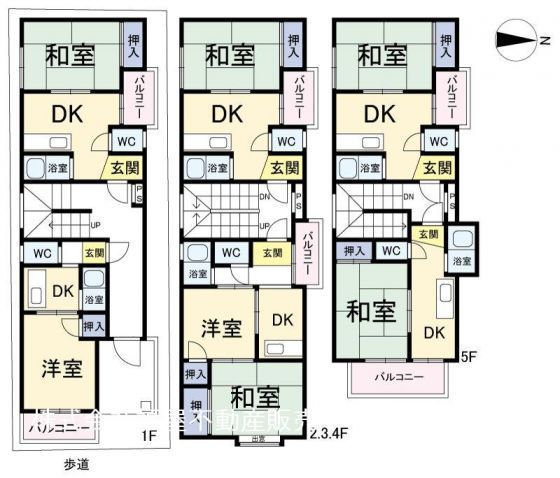 和室
押入
バルコニー
DK
WC
浴室
玄関
PS
UP
WC
玄関
DK
浴室
押入
洋室
バルコニー
1F
歩道
和室
押入
バルコニー
DK
WC
浴室
玄関
PS
DN
UP
バルコニー
浴室
WC
玄関
洋室
DK
押入
和室
押入
出窓
2.3.4F
和室
押入
バルコニー
DK
WC
浴室
玄関
PS
DN
押入
WC
玄関
浴室
和室
DK
バルコニー
5F
N
不動産販売